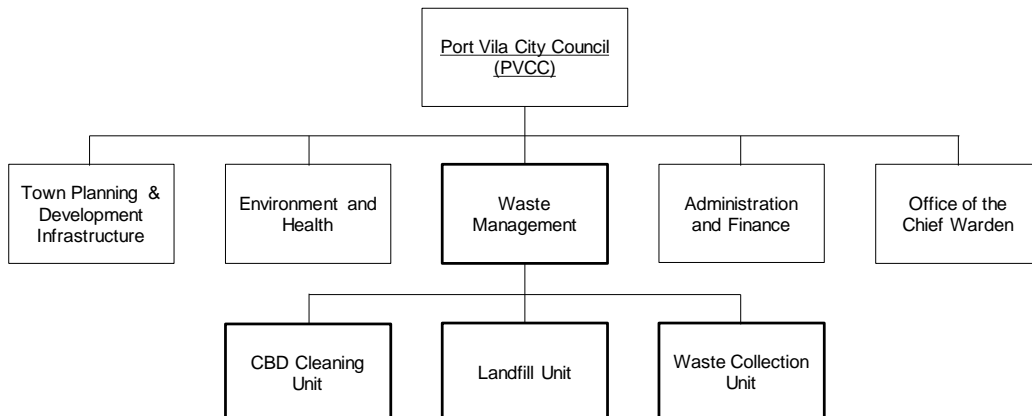 Port Vila City Council
(PVCC)
Town Planning &
Development
Infrastructure
Environment and
Health
Waste
Management
Administration
and Finance
Office of the
Chief Warden
CBD Cleaning
Unit
Landfill Unit
Waste Collection
Unit